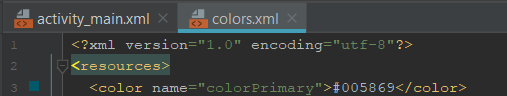 activity_main.xml × colors.xml ×
1 <?xml version="1.0" encoding="utf-8"?>
2 <resources>
3 <color name="colorPrimary">#005869</color>